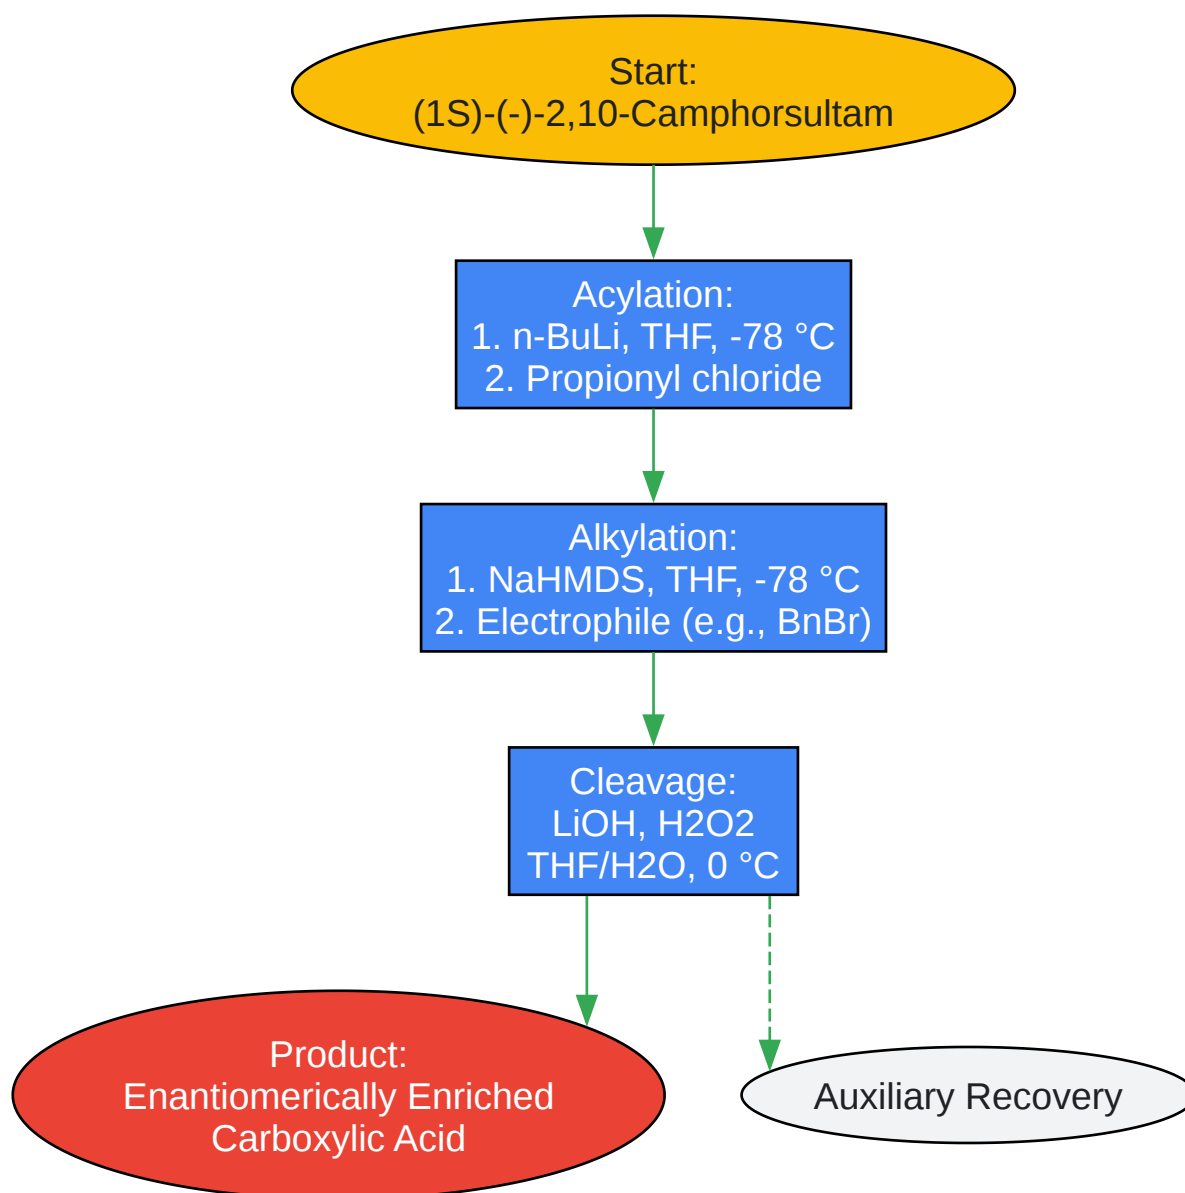 Start:
(1S)-(-)-2,10-Camphorsultam
Acylation:
1. n-BuLi, THF, -78 °C
2. Propionyl chloride
Alkylation:
1. NaHMDS, THF, -78 °C
2. Electrophile (e.g., BnBr)
Cleavage:
LiOH, H2O2
THF/H2O, 0 °C
Product:
Enantiomerically Enriched
Carboxylic Acid
Auxiliary Recovery